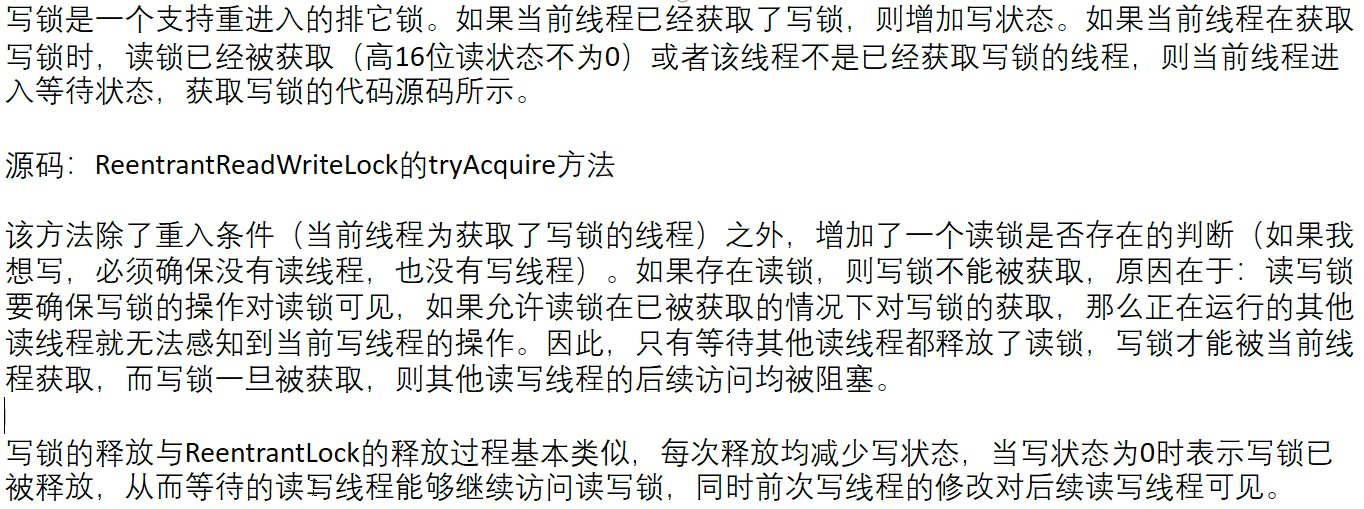 写锁是一个支持重进入的排它锁。如果当前线程已经获取了写锁，则增加写状态。如果当前线程在获取
写锁时，读锁已经被获取（高16位读状态不为0）或者该线程不是已经获取写锁的线程，则当前线程进
入等待状态，获取写锁的代码源码所示。
源码：ReentrantReadWriteLock的tryAcquire方法
该方法除了重入条件（当前线程为获取了写锁的线程）之外，增加了一个读锁是否存在的判断（如果我
想写，必须确保没有读线程，也没有写线程）。如果存在读锁，则写锁不能被获取，原因在于：读写锁
要确保写锁的操作对读锁可见，如果允许读锁在已被获取的情况下对写锁的获取，那么正在运行的其他
读线程就无法感知到当前写线程的操作。因此，只有等待其他读线程都释放了读锁，写锁才能被当前线
程获取，而写锁一旦被获取，则其他读写线程的后续访问均被阻塞。
写锁的释放与ReentrantLock的释放过程基本类似，每次释放均减少写状态，当写状态为0时表示写锁已
被释放，从而等待的读写线程能够继续访问读写锁，同时前次写线程的修改对后续读写线程可见。